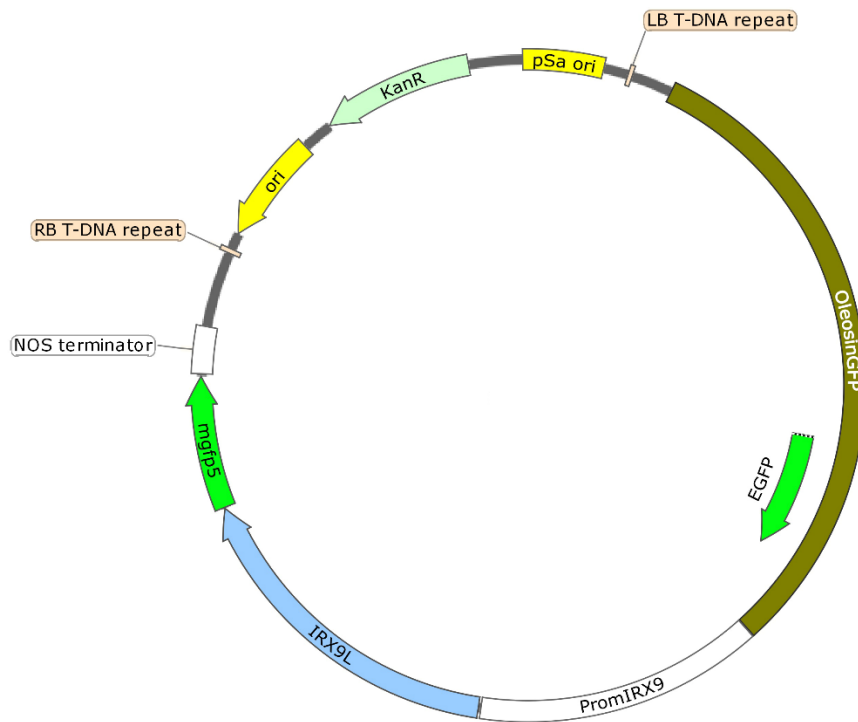 LB T-DNA repeat
pSa ori
KanR
ori
RB T-DNA repeat
OleosinGFP
NOS terminator
mgfp5
EGFP
IRX9L
PromIRX9